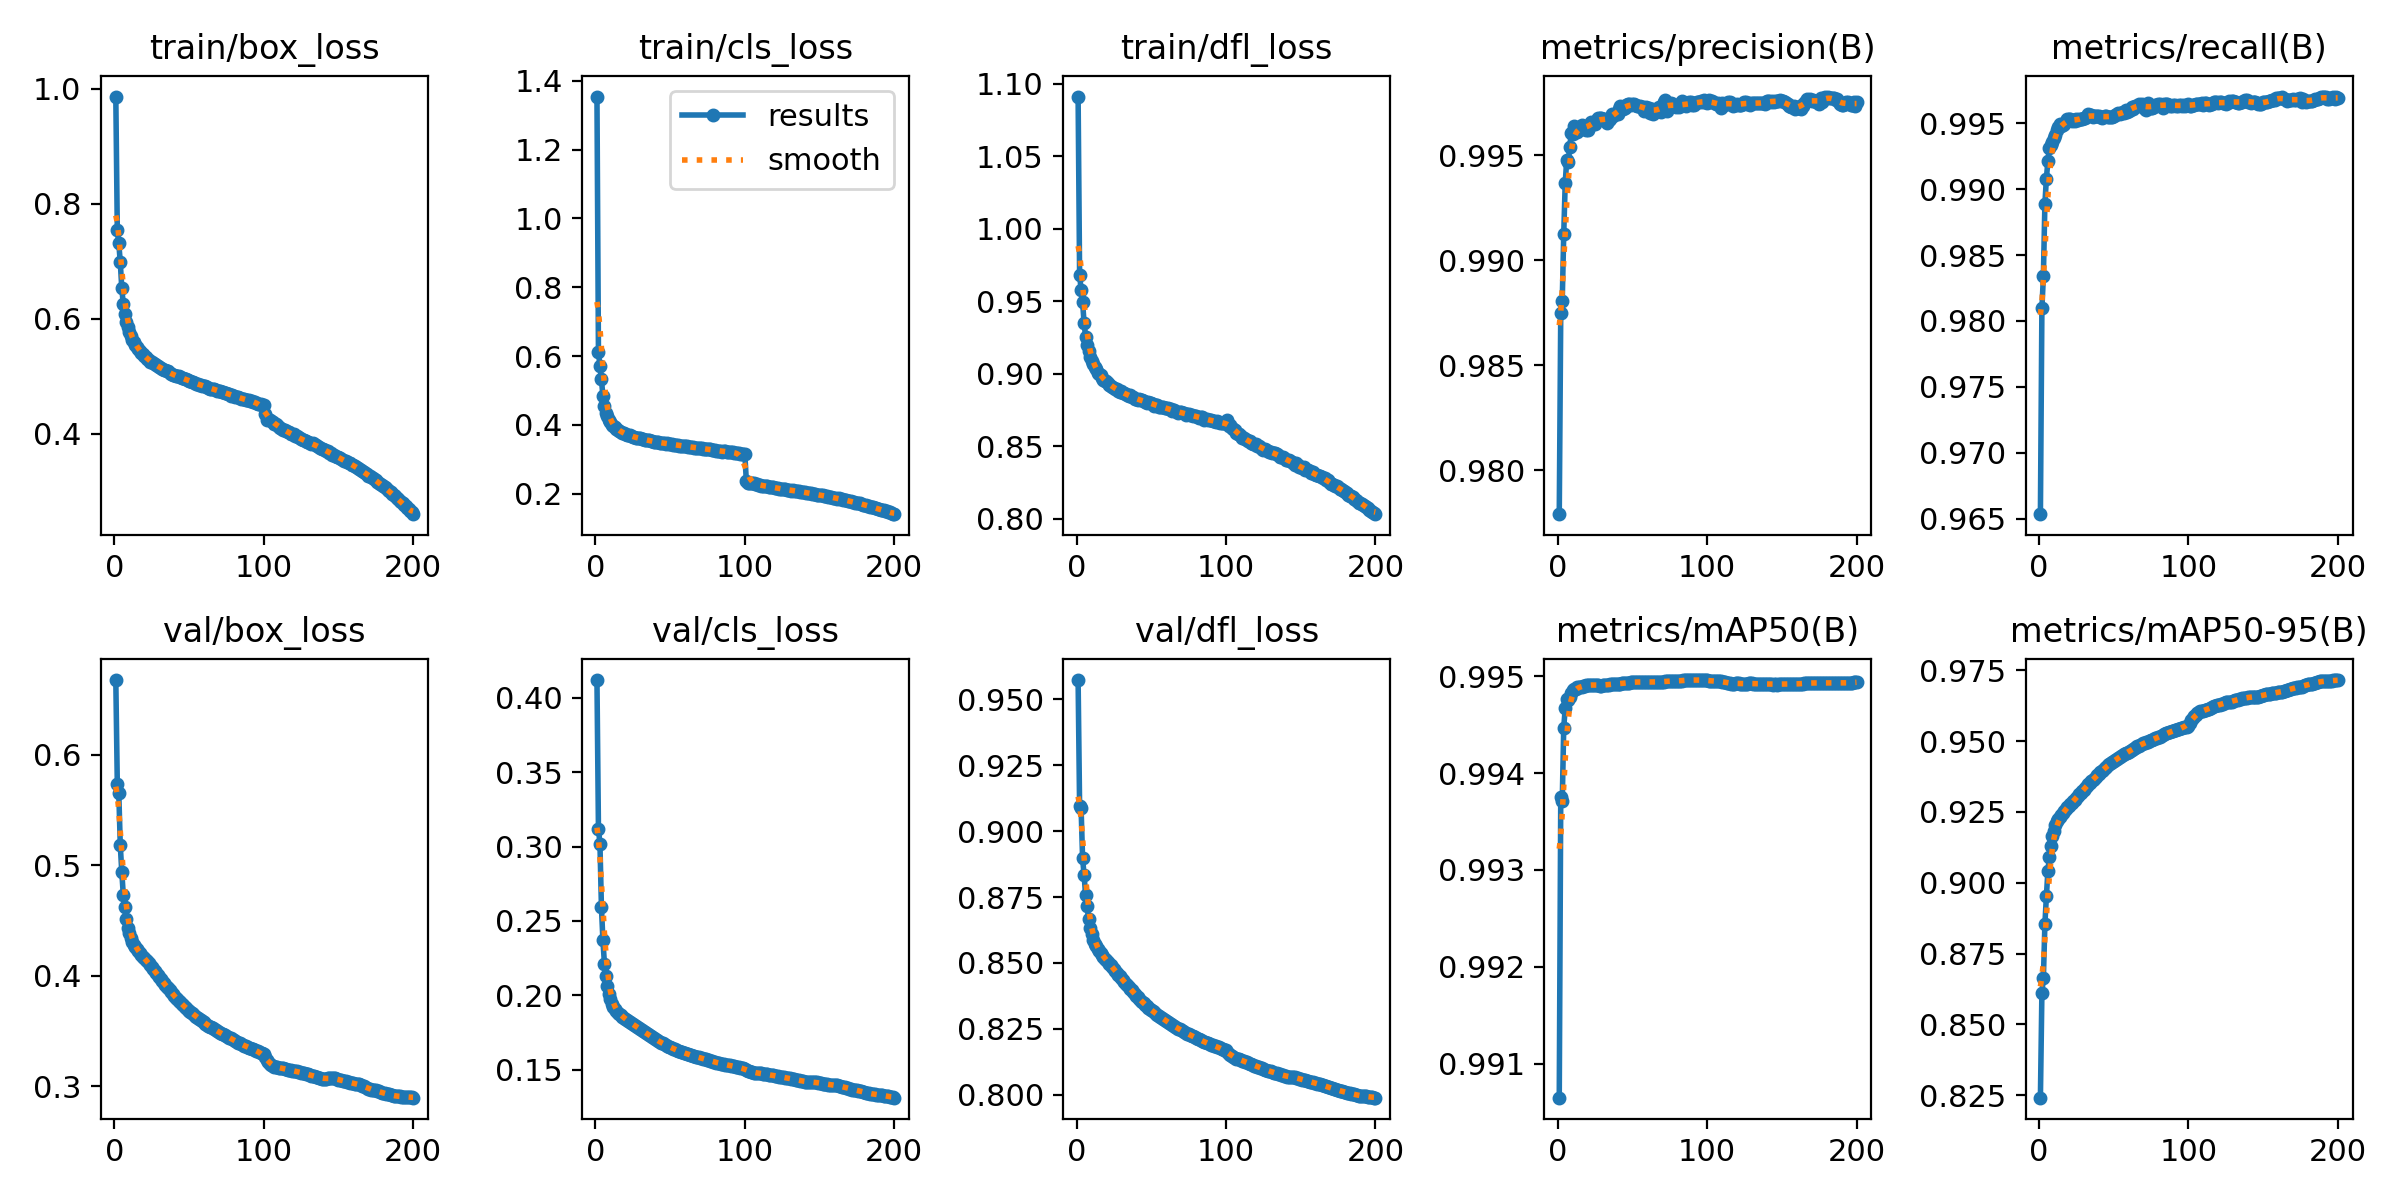 train/box_loss
1.0
0.8
0.6
0.4
0 100 200
train/cls_loss
1.4
1.2
1.0
0.8
0.6
0.4
0.2
results
smooth
0 100 200
train/dfl_loss
1.10
1.05
1.00
0.95
0.90
0.85
0.80
0 100 200
metrics/precision(B)
0.995
0.990
0.985
0.980
0 100 200
metrics/recall(B)
0.995
0.990
0.985
0.980
0.975
0.970
0.965
0 100 200
val/box_loss
0.6
0.5
0.4
0.3
0 100 200
val/cls_loss
0.40
0.35
0.30
0.25
0.20
0.15
0 100 200
val/dfl_loss
0.950
0.925
0.900
0.875
0.850
0.825
0.800
0 100 200
metrics/mAP50(B)
0.995
0.994
0.993
0.992
0.991
0 100 200
metrics/mAP50-95(B)
0.975
0.950
0.925
0.900
0.875
0.850
0.825
0 100 200